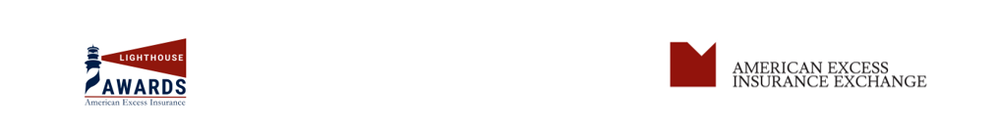 LIGHTHOUSE
AWARDS
American Excess Insurance
AMERICAN EXCESS
INSURANCE EXCHANGE